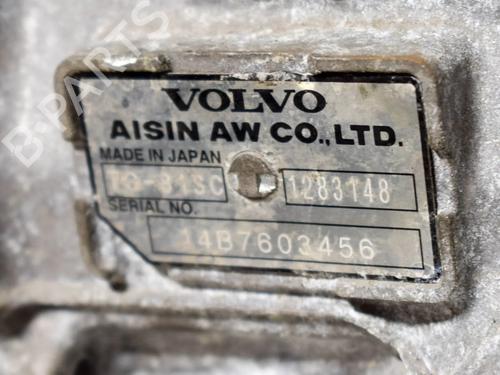 VOLVO
AISIN AW CO.,LTD.
MADE IN JAPAN
TG-81SC 1283148
SERIAL NO.
14B7603456
B-PARTS